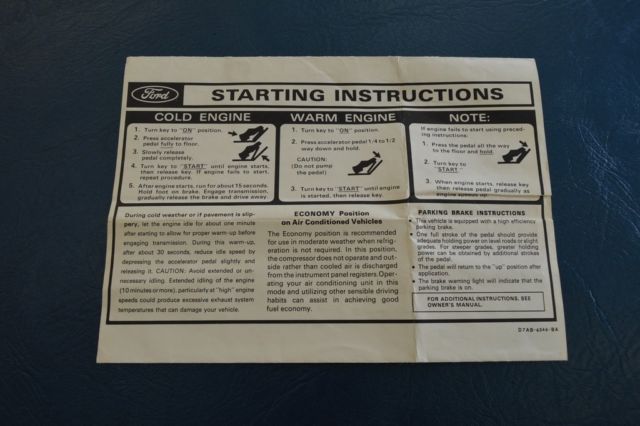 Ford
STARTING INSTRUCTIONS
COLD ENGINE
1. Turn key to "ON" position.
2. Press accelerator
pedal fully to floor.
3. Slowly release
pedal completely.
4. Turn key to "START" until engine starts,
then release key. If engine fails to start,
repeat procedure.
5. After engine starts, run for about 15 seconds.
Hold foot on brake. Engage transmission,
gradually release the brake and drive away.
WARM ENGINE
1. Turn key to "ON" position.
2. Press accelerator pedal 1/4 to 1/2
way down and hold.
CAUTION:
(Do not pump
the pedal)
3. Turn key to "START" until engine
is started, then release key.
NOTE:
If engine fails to start using preced-
ing instructions:
1. Press the pedal all the way
to the floor and hold.
2. Turn key to
"START."
3. When engine starts, release key
then release pedal gradually as
engine speeds up.
During cold weather or if pavement is slip-
pery, let the engine idle for about one minute
after starting to allow for proper warm-up before
engaging transmission. During this warm-up,
after about 30 seconds, reduce idle speed by
depressing the accelerator pedal slightly and
releasing it. CAUTION: Avoid extended or un-
necessary idling. Extended idling of the engine
(10 minutes or more), particularly at "high" engine
speeds could produce excessive exhaust system
temperatures that can damage your vehicle.
ECONOMY Position
on Air Conditioned Vehicles
The Economy position is recommended
for use in moderate weather when refrig-
eration is not required. In this position,
the compressor does not operate and out-
side rather than cooled air is discharged
from the instrument panel registers. Oper-
ating your air conditioning unit in this
mode and utilizing other sensible driving
habits can assist in achieving good
fuel economy.
PARKING BRAKE INSTRUCTIONS
• This vehicle is equipped with a high efficiency
parking brake.
• One full stroke of the pedal should provide
adequate holding power on level roads or slight
grades. For steeper grades, greater holding
power can be obtained by additional strokes
of the pedal.
• The pedal will return to the "up" position after
application.
• The brake warning light will indicate that the
parking brake is on.
FOR ADDITIONAL INSTRUCTIONS, SEE
OWNER'S MANUAL.
D7AB-6346-BA